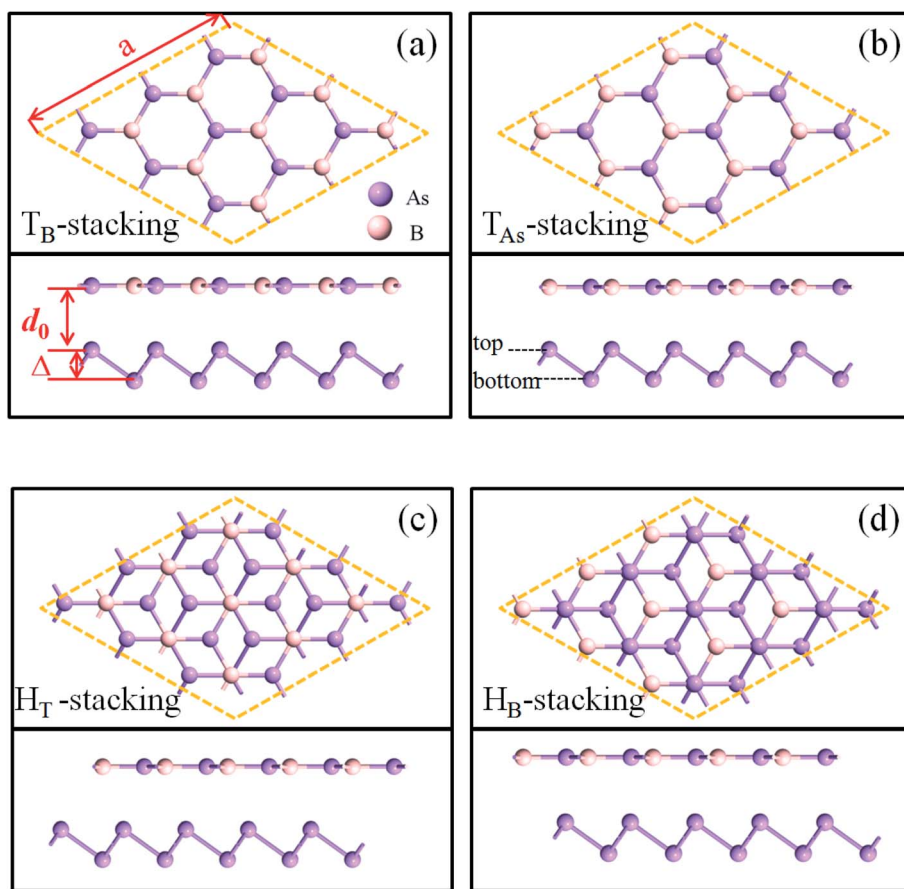 a
(a)
As
B
T_B-stacking
d_0
Δ
(b)
T_As-stacking
top
bottom
(c)
H_T-stacking
(d)
H_B-stacking